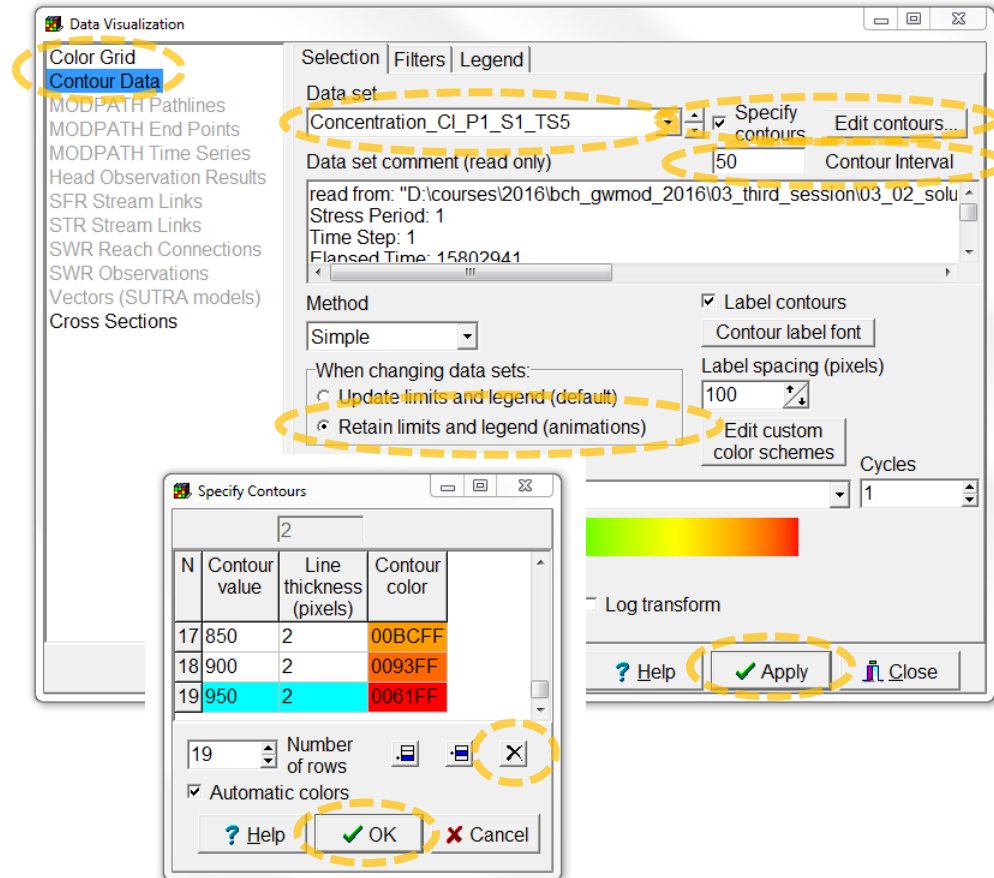 Data Visualization
Color Grid
Contour Data
MODPATH Pathlines
MODPATH End Points
MODPATH Time Series
Head Observation Results
SFR Stream Links
STR Stream Links
SWR Reach Connections
SWR Observations
Vectors (SUTRA models)
Cross Sections
Selection Filters Legend
Data set
Concentration_Cl_P1_S1_TS5
Specify
contours
Edit contours...
Data set comment (read only)
50 Contour Interval
read from: "D:\courses\2016\bch_gwmod_2016\03_third_session\03_02_solu
Stress Period: 1
Time Step: 1
Elapsed Time: 15802941
Method
Simple
Label contours
Contour label font
Label spacing (pixels)
100
When changing data sets:
Update limits and legend (default)
Retain limits and legend (animations)
Edit custom
color schemes
Cycles
1
Log transform
? Help Apply Close
Specify Contours
2
N Contour value Line thickness (pixels) Contour color
17 850 2 00BCFF
18 900 2 0093FF
19 950 2 0061FF
19 Number
of rows
Automatic colors
? Help OK Cancel